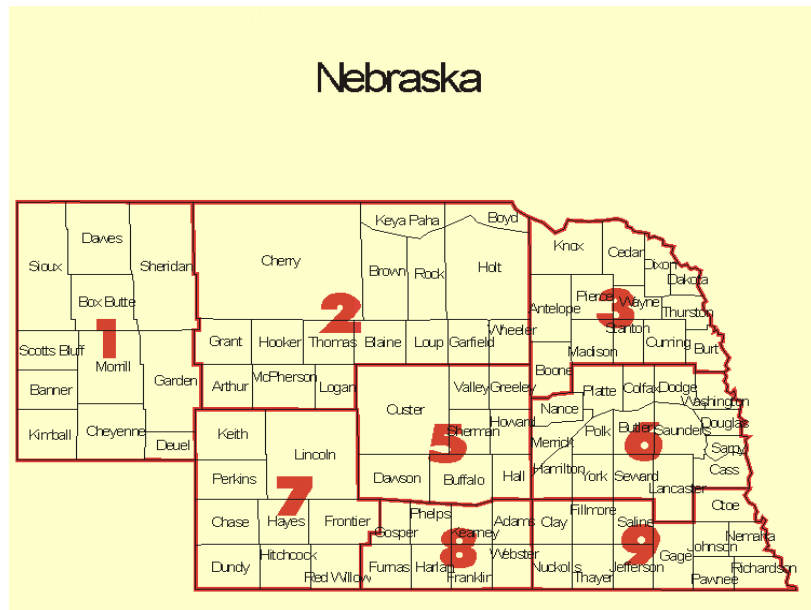 Nebraska
Keya Paha
Boyd
Knox
Cedar
Dixon
Dakota
Sioux
Dawes
Sheridan
Cherry
Brown
Rock
Holt
Antelope
Pierce
Wayne
Thurston
Box Butte
1
2
3
Stanton
Cuming
Burt
Madison
Scotts Bluff
Morrill
Garden
Grant
Hooker
Thomas
Blaine
Loup
Garfield
Wheeler
Boone
Banner
Arthur
McPherson
Logan
Valley
Greeley
Platte
Colfax
Dodge
Washington
Nance
Kimball
Cheyenne
Deuel
Keith
Lincoln
Custer
Sherman
Howard
Merrick
Polk
Butler
Saunders
Douglas
Sarpy
5
6
Perkins
Dawson
Buffalo
Hall
Hamilton
York
Seward
Lancaster
Cass
7
Chase
Hayes
Frontier
Gosper
Phelps
Kearney
Adams
Clay
Fillmore
Saline
Otoe
8
9
Dundy
Hitchcock
Red Willow
Furnas
Harlan
Franklin
Webster
Nuckolls
Thayer
Jefferson
Gage
Johnson
Nemaha
Pawnee
Richardson